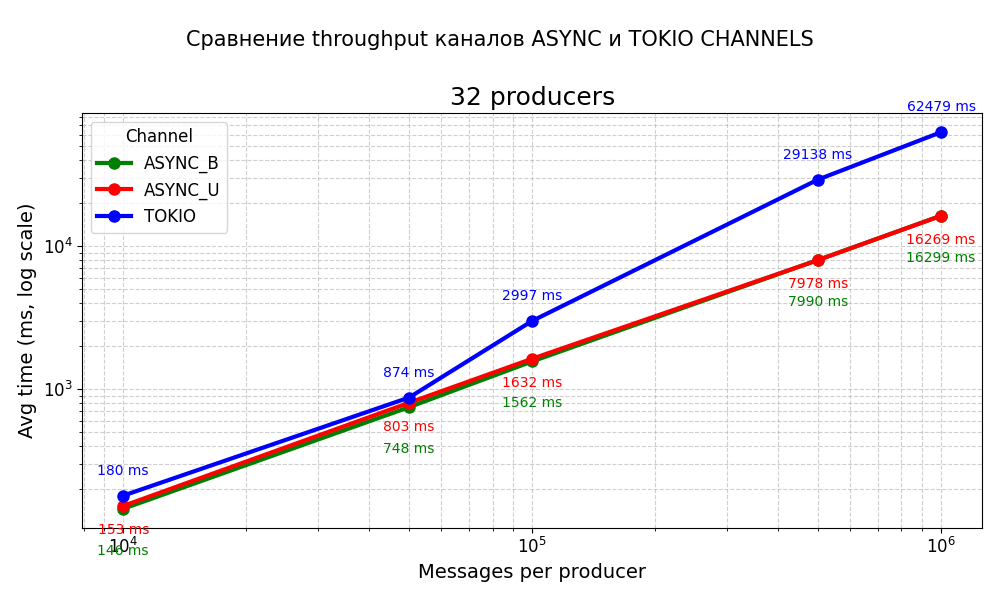 Сравнение throughput каналов ASYNC и TOKIO CHANNELS
32 producers
62479 ms
Channel
ASYNC_B
ASYNC_U
TOKIO
29138 ms
16269 ms
16299 ms
7978 ms
7990 ms
2997 ms
1632 ms
1562 ms
874 ms
803 ms
748 ms
180 ms
153 ms
146 ms
10⁴
10³
Avg time (ms, log scale)
10⁴
10⁵
10⁶
Messages per producer